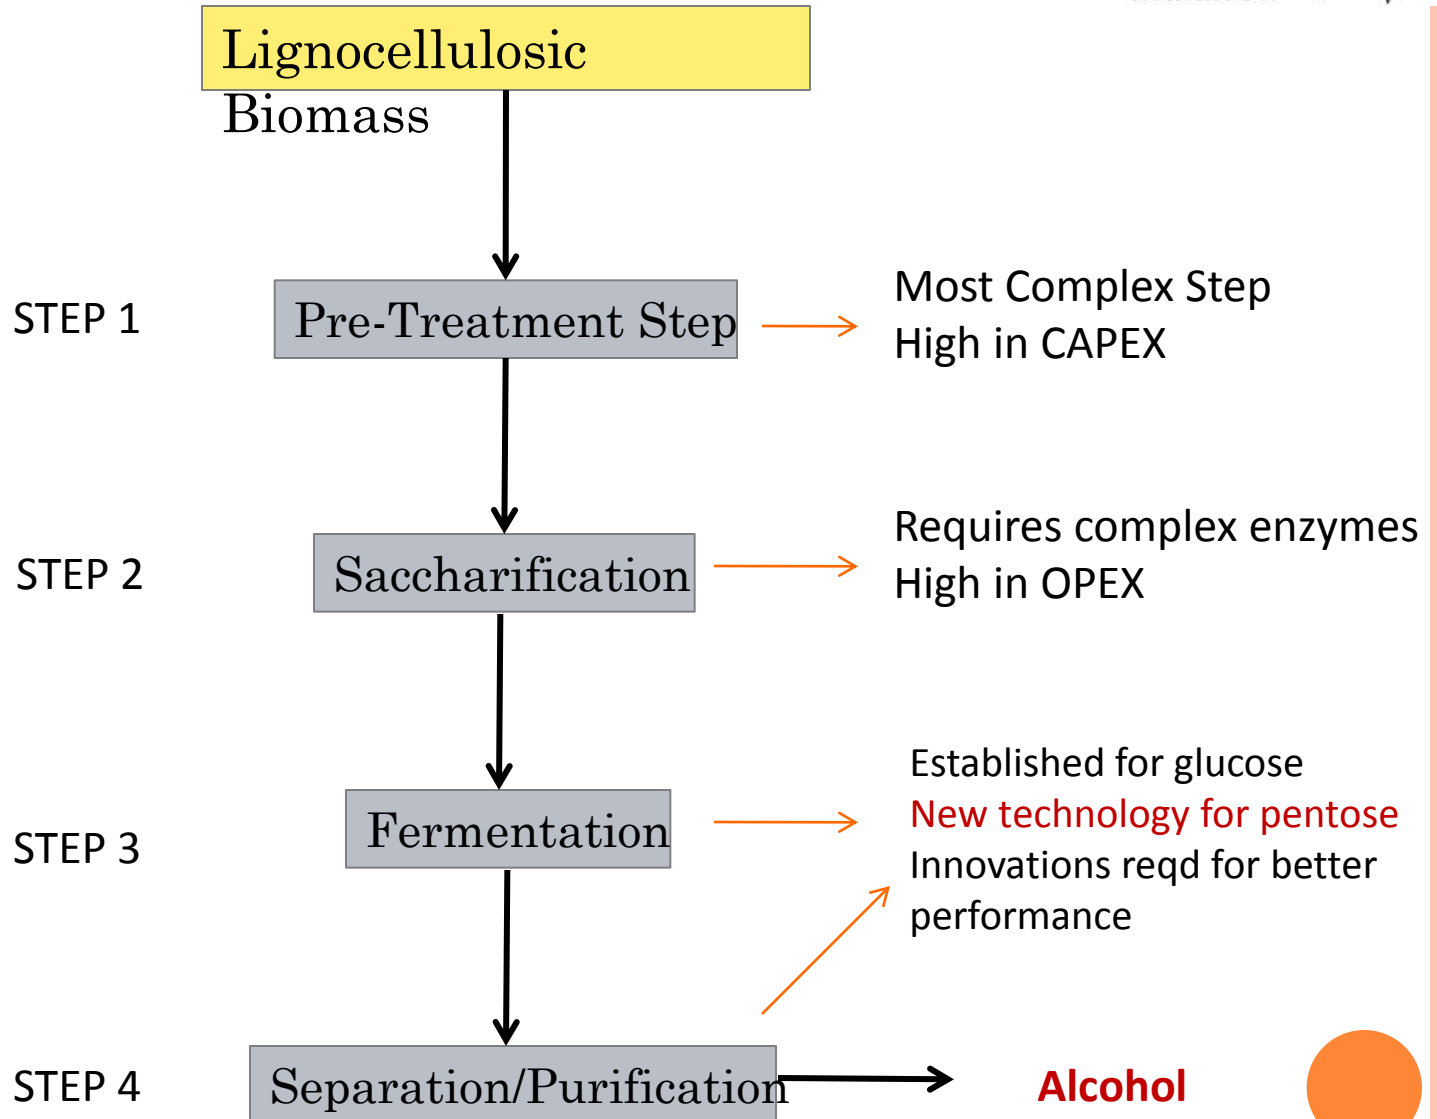 Lignocellulosic
Biomass
STEP 1
Pre-Treatment Step
Most Complex Step
High in CAPEX
STEP 2
Saccharification
Requires complex enzymes
High in OPEX
STEP 3
Fermentation
Established for glucose
New technology for pentose
Innovations reqd for better
performance
STEP 4
Separation/Purification
Alcohol